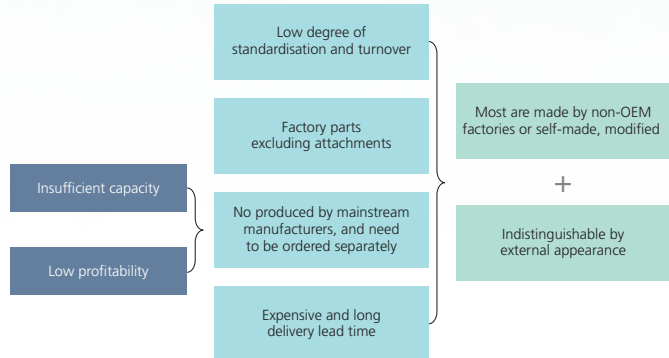 Insufficient capacity
Low profitability
Low degree of
standardisation and turnover
Factory parts
excluding attachments
No produced by mainstream
manufacturers, and need
to be ordered separately
Expensive and long
delivery lead time
Most are made by non-OEM
factories or self-made, modified
+
Indistinguishable by
external appearance